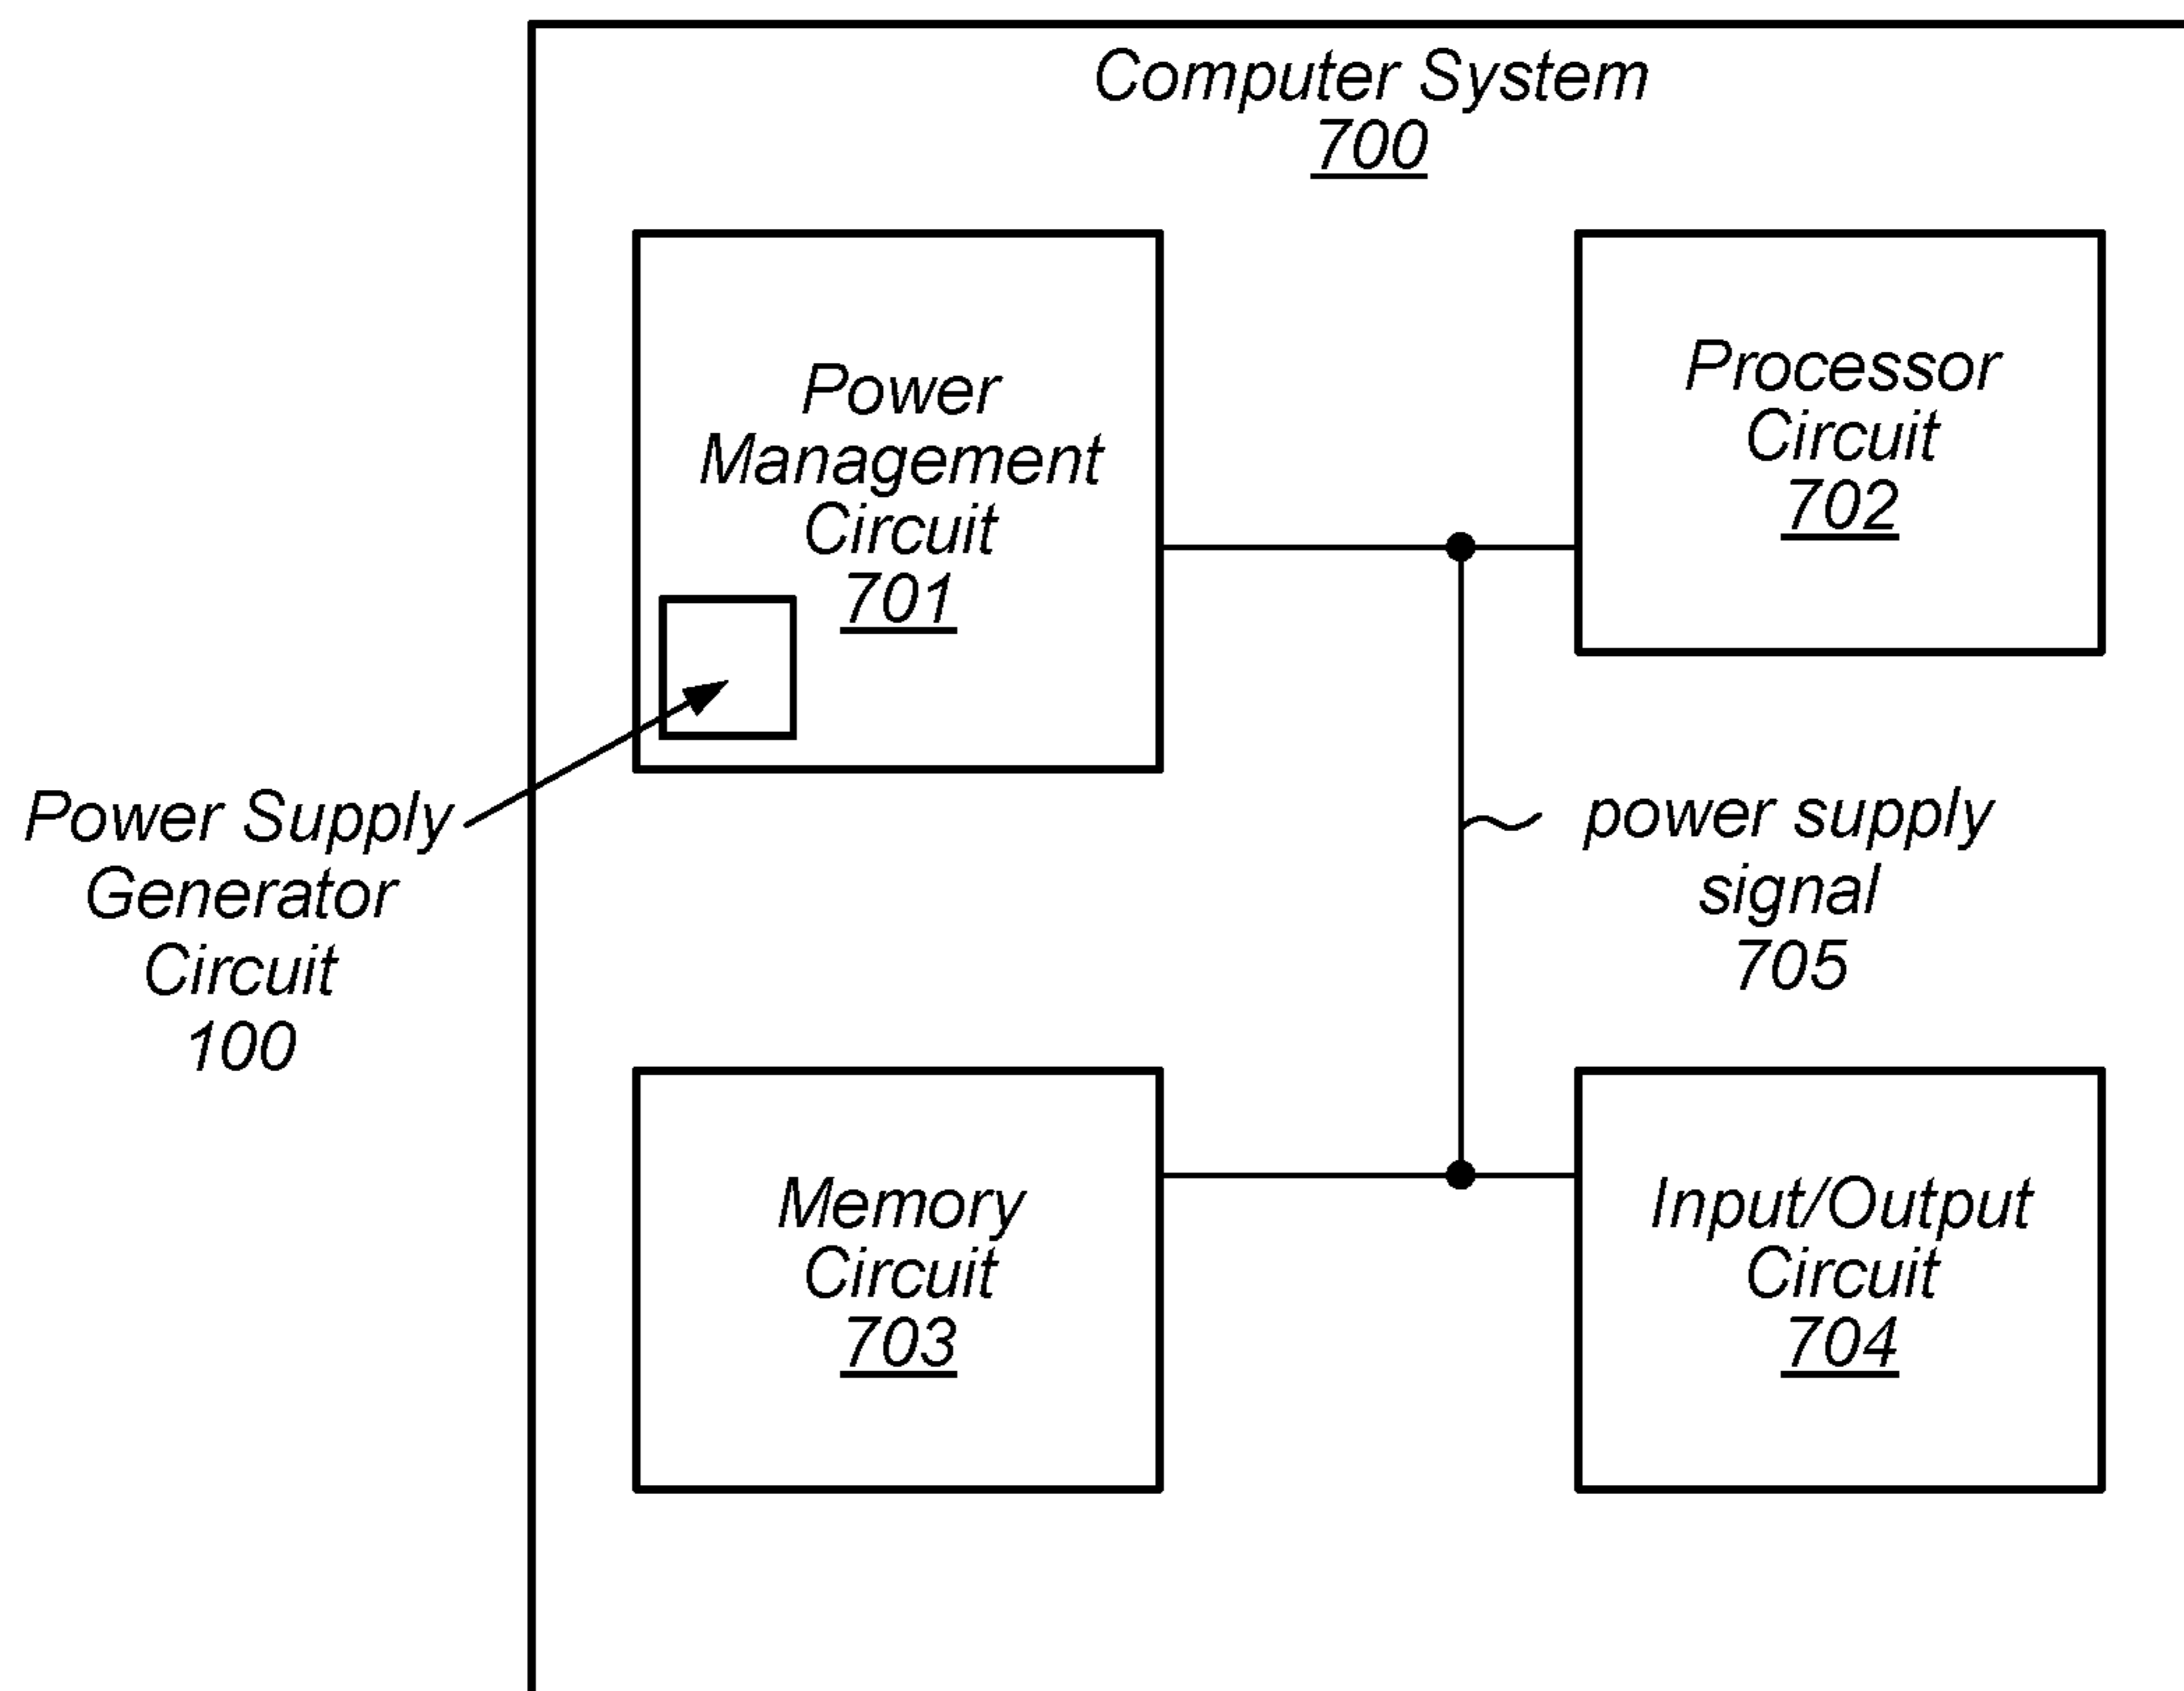 Computer System
700
Power
Management
Circuit
701
Processor
Circuit
702
Power Supply
Generator
Circuit
100
power supply
signal
705
Memory
Circuit
703
Input/Output
Circuit
704